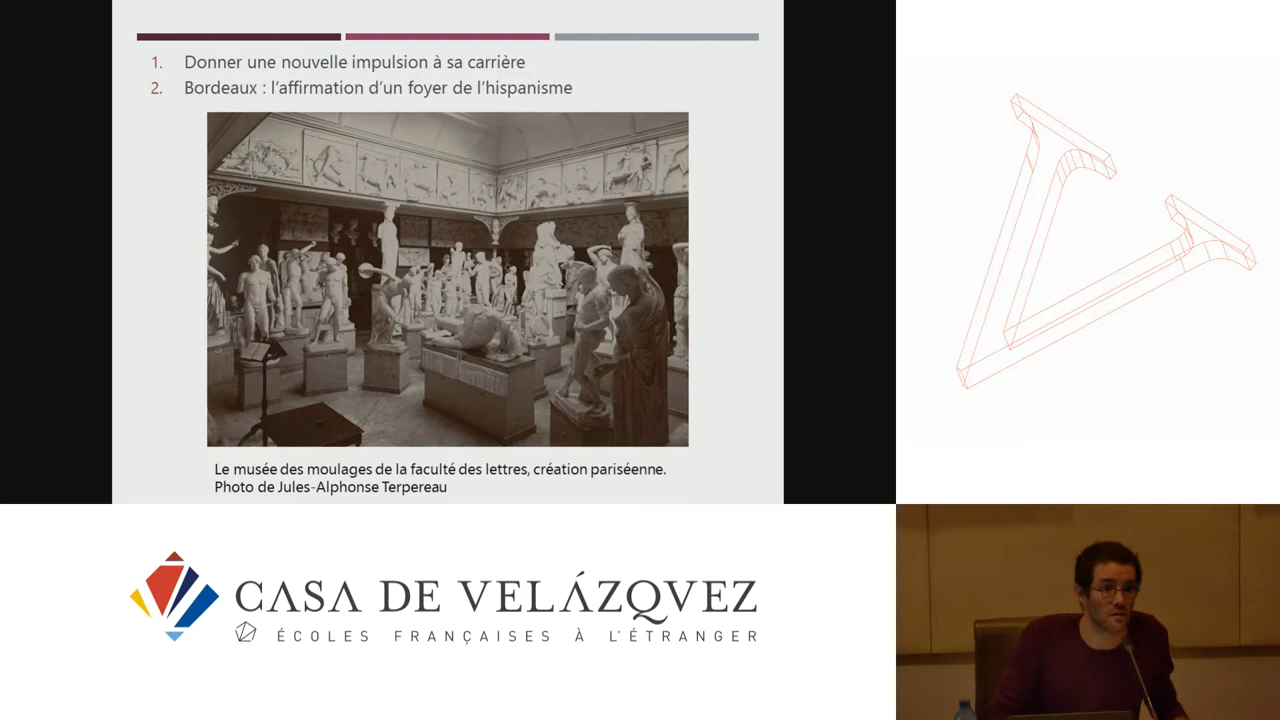 1. Donner une nouvelle impulsion à sa carrière
2. Bordeaux : l’affirmation d’un foyer de l’hispanisme
Le musée des moulages de la faculté des lettres, création pariséenne.
Photo de Jules-Alphonse Terpereau
CASA DE VELÁZQVEZ
ÉCOLES FRANÇAISES À L'ÉTRANGER